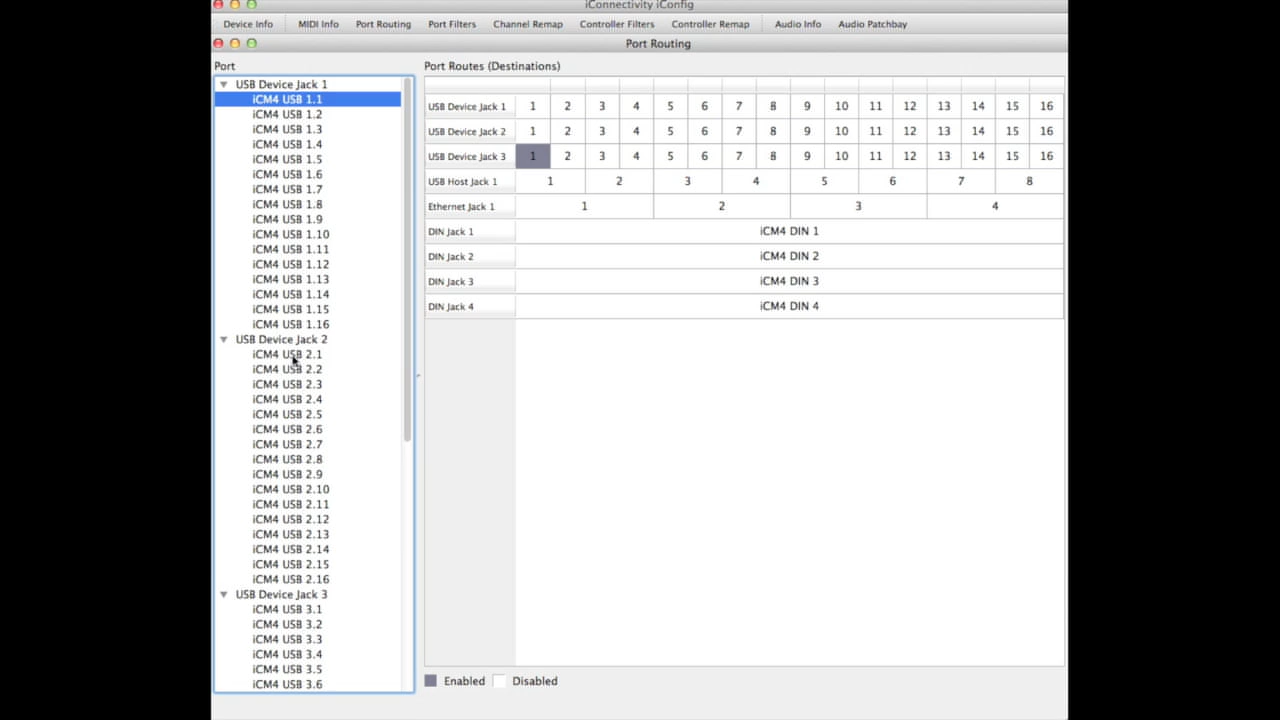 iConnectivity iConfig
Device Info MIDI Info Port Routing Port Filters Channel Remap Controller Filters Controller Remap Audio Info Audio Patchbay
Port Routing
Port
USB Device Jack 1
iCM4 USB 1.1
iCM4 USB 1.2
iCM4 USB 1.3
iCM4 USB 1.4
iCM4 USB 1.5
iCM4 USB 1.6
iCM4 USB 1.7
iCM4 USB 1.8
iCM4 USB 1.9
iCM4 USB 1.10
iCM4 USB 1.11
iCM4 USB 1.12
iCM4 USB 1.13
iCM4 USB 1.14
iCM4 USB 1.15
iCM4 USB 1.16
USB Device Jack 2
iCM4 USB 2.1
iCM4 USB 2.2
iCM4 USB 2.3
iCM4 USB 2.4
iCM4 USB 2.5
iCM4 USB 2.6
iCM4 USB 2.7
iCM4 USB 2.8
iCM4 USB 2.9
iCM4 USB 2.10
iCM4 USB 2.11
iCM4 USB 2.12
iCM4 USB 2.13
iCM4 USB 2.14
iCM4 USB 2.15
iCM4 USB 2.16
USB Device Jack 3
iCM4 USB 3.1
iCM4 USB 3.2
iCM4 USB 3.3
iCM4 USB 3.4
iCM4 USB 3.5
iCM4 USB 3.6
Port Routes (Destinations)
USB Device Jack 1 1 2 3 4 5 6 7 8 9 10 11 12 13 14 15 16
USB Device Jack 2 1 2 3 4 5 6 7 8 9 10 11 12 13 14 15 16
USB Device Jack 3 1 2 3 4 5 6 7 8 9 10 11 12 13 14 15 16
USB Host Jack 1 1 2 3 4 5 6 7 8
Ethernet Jack 1 1 2 3 4
DIN Jack 1 iCM4 DIN 1
DIN Jack 2 iCM4 DIN 2
DIN Jack 3 iCM4 DIN 3
DIN Jack 4 iCM4 DIN 4
Enabled Disabled